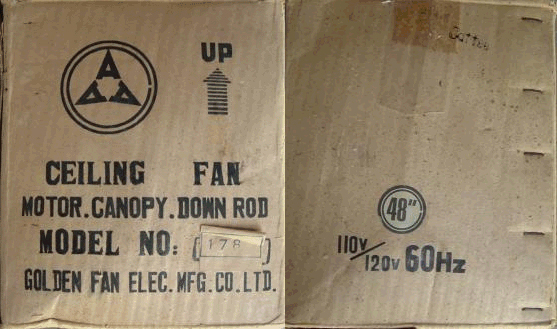 A A A
UP
CEILING FAN
MOTOR.CANOPY.DOWN ROD
MODEL NO: [178]
GOLDEN FAN ELEC.MFG.CO.LTD.
48"
110V/120V 60Hz